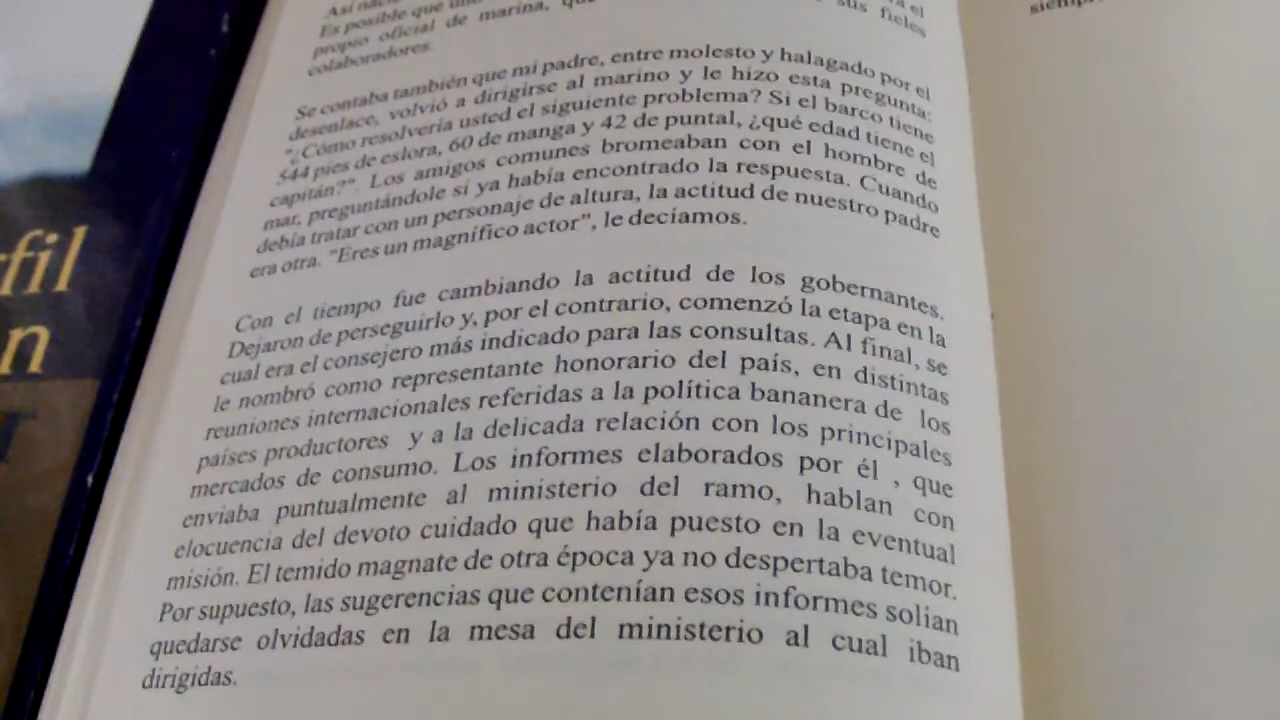 Es posible que
propio oficial de marina, sus fieles
colaboradores.
Se contaba también que mi padre, entre molesto y halagado por el
desenlace, volvió a dirigirse al marino y le hizo esta pregunta:
"¿Cómo resolvería usted el siguiente problema? Si el barco tiene
544 pies de eslora, 60 de manga y 42 de puntal, ¿qué edad tiene el
capitán?". Los amigos comunes bromeaban con el hombre de
mar, preguntándole si ya había encontrado la respuesta. Cuando
debía tratar con un personaje de altura, la actitud de nuestro padre
era otra. "Eres un magnífico actor", le decíamos.
Con el tiempo fue cambiando la actitud de los gobernantes.
Dejaron de perseguirlo y, por el contrario, comenzó la etapa en la
cual era el consejero más indicado para las consultas. Al final, se
le nombró como representante honorario del país, en distintas
reuniones internacionales referidas a la política bananera de los
países productores y a la delicada relación con los principales
mercados de consumo. Los informes elaborados por él , que
enviaba puntualmente al ministerio del ramo, hablan con
elocuencia del devoto cuidado que había puesto en la eventual
misión. El temido magnate de otra época ya no despertaba temor.
Por supuesto, las sugerencias que contenían esos informes solían
quedarse olvidadas en la mesa del ministerio al cual iban
dirigidas.